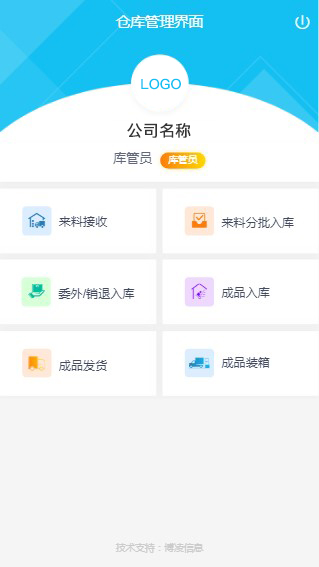 仓库管理界面
LOGO
公司名称
库管员 库管员
来料接收 来料分批入库
委外/销退入库 成品入库
成品发货 成品装箱
技术支持：博凌信息